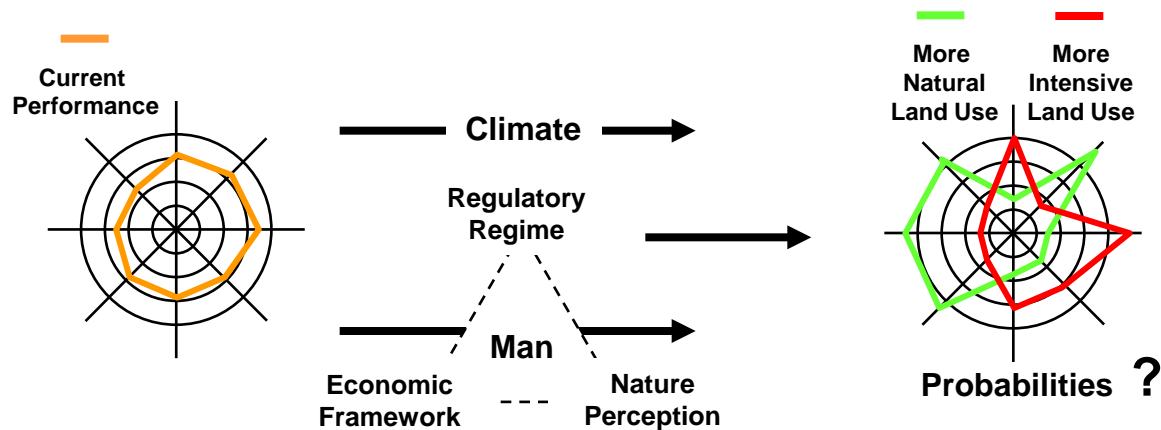 Current
Performance
Climate
Regulatory
Regime
Man
Economic
Framework
Nature
Perception
More
Natural
Land Use
More
Intensive
Land Use
Probabilities ?